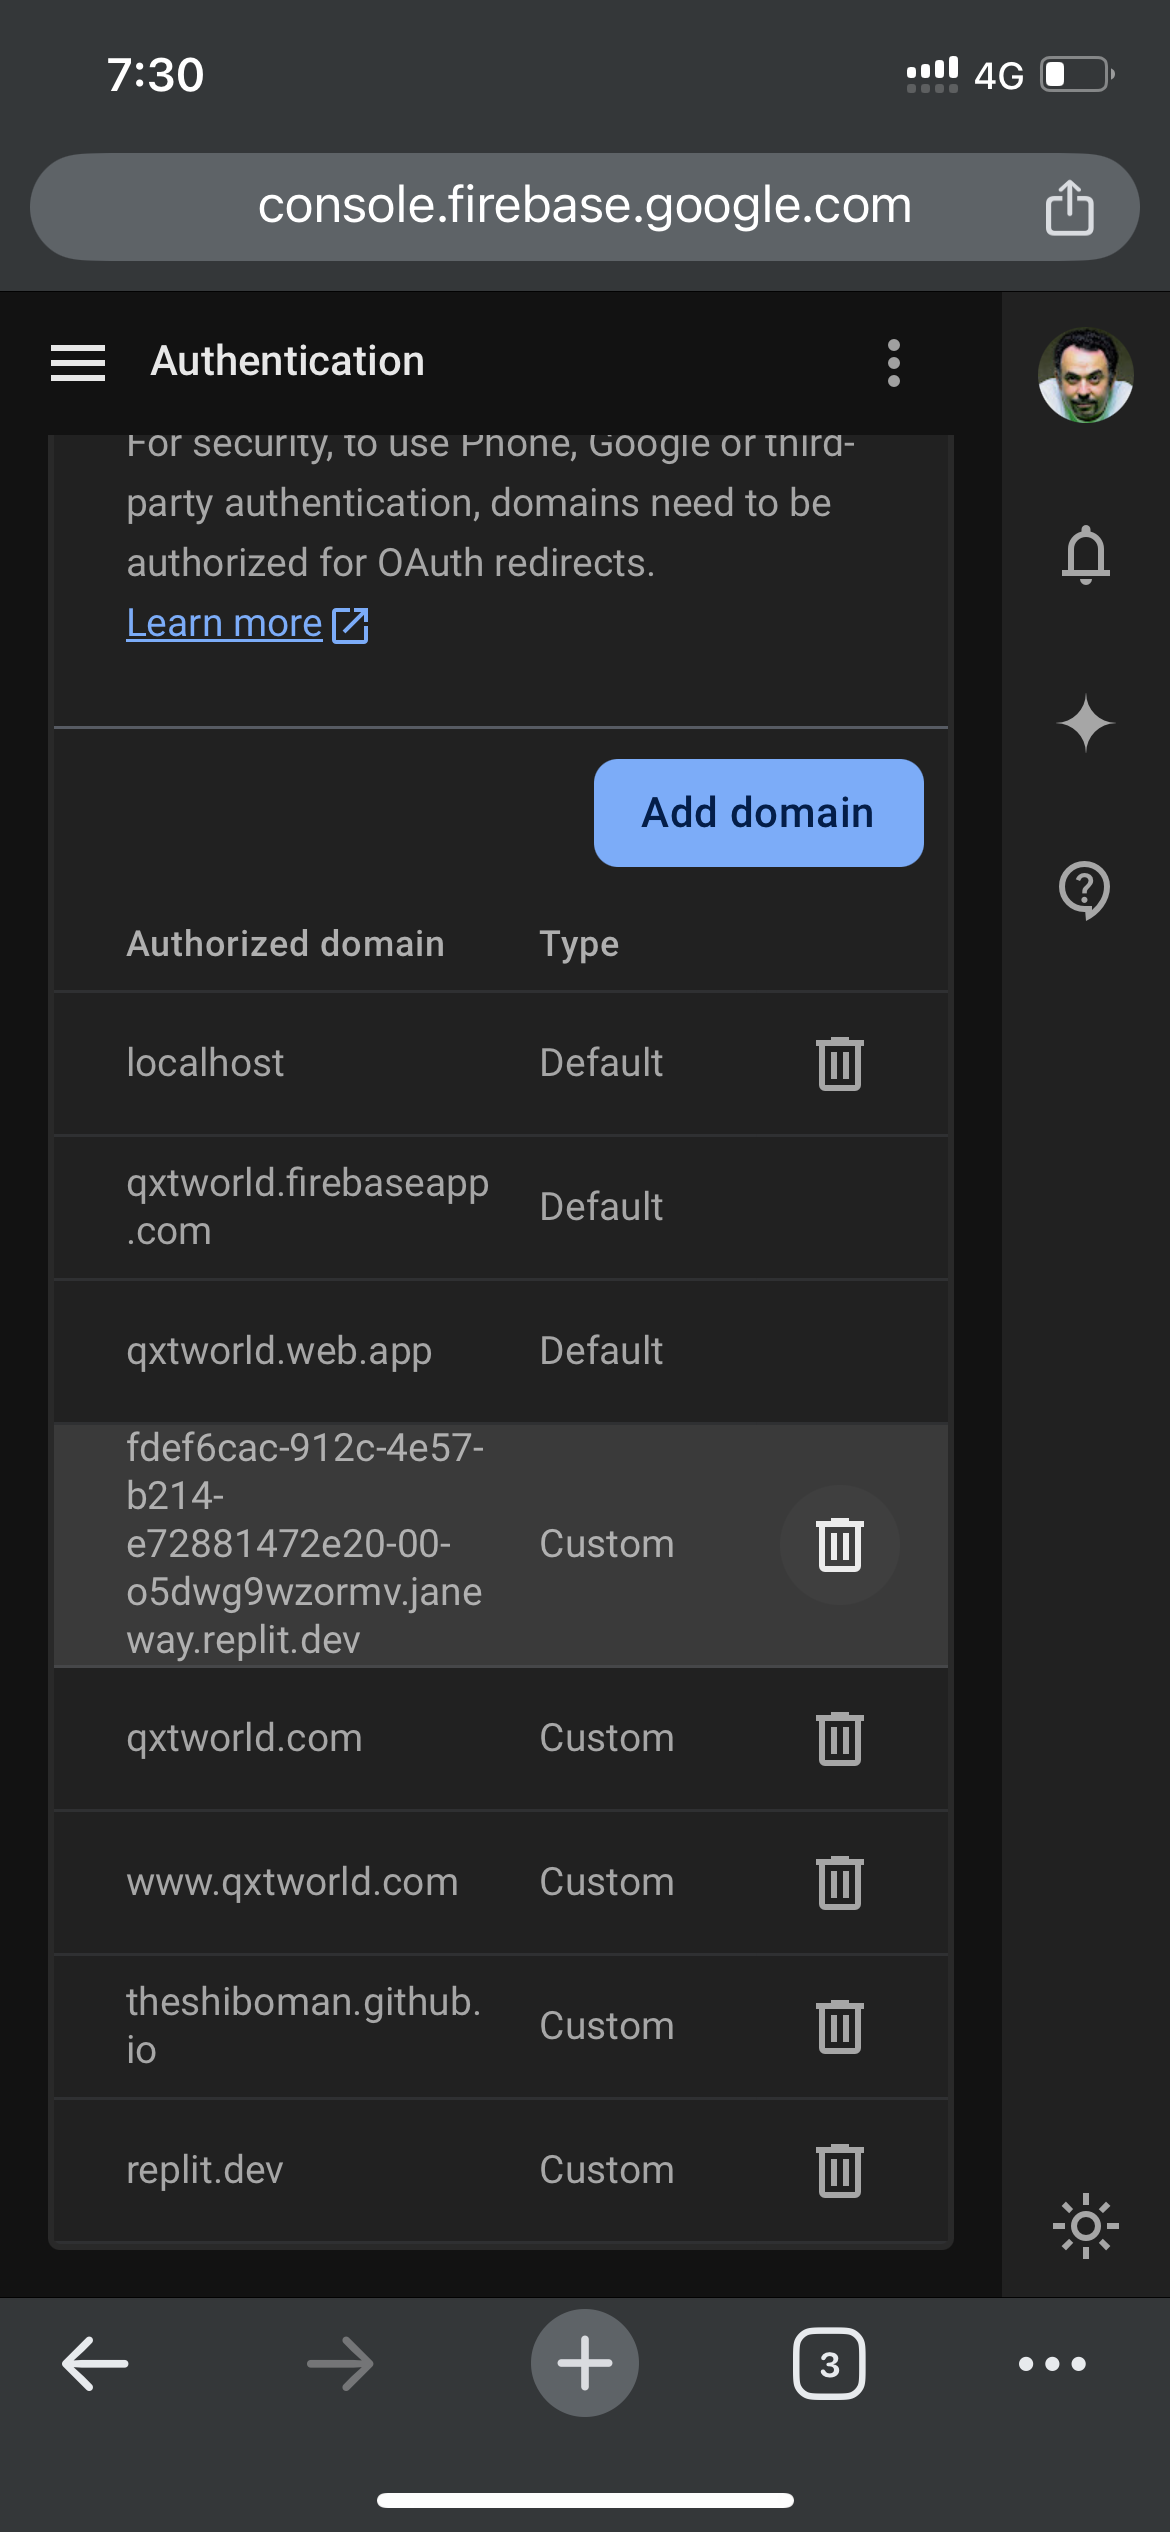 7:30
4G
console.firebase.google.com
Authentication
For security, to use Phone, Google or third-
party authentication, domains need to be
authorized for OAuth redirects.
Learn more
Add domain
Authorized domain Type
localhost Default
qxtworld.firebaseapp
.com
Default
qxtworld.web.app Default
fdef6cac-912c-4e57-
b214-
e72881472e20-00-
o5dwg9wzormv.jane
way.replit.dev
Custom
qxtworld.com Custom
www.qxtworld.com Custom
theshiboman.github.
io
Custom
replit.dev Custom
3